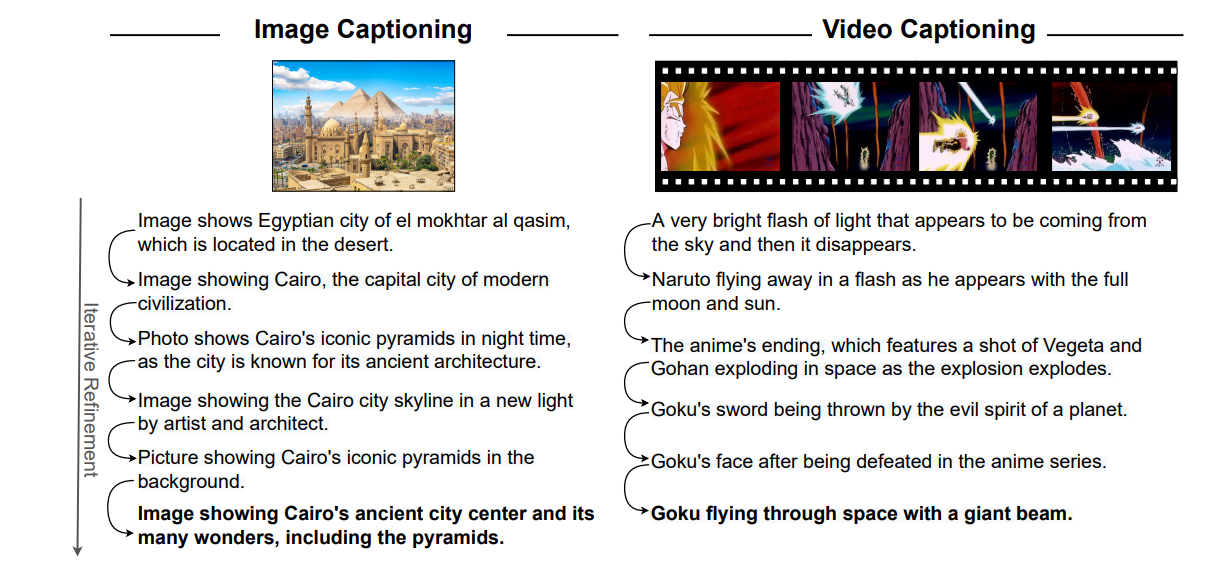 Image Captioning
Video Captioning
Iterative Refinement
Image shows Egyptian city of el mokhtar al qasim,
which is located in the desert.
Image showing Cairo, the capital city of modern
civilization.
Photo shows Cairo's iconic pyramids in night time,
as the city is known for its ancient architecture.
Image showing the Cairo city skyline in a new light
by artist and architect.
Picture showing Cairo's iconic pyramids in the
background.
Image showing Cairo's ancient city center and its
many wonders, including the pyramids.
A very bright flash of light that appears to be coming from
the sky and then it disappears.
Naruto flying away in a flash as he appears with the full
moon and sun.
The anime's ending, which features a shot of Vegeta and
Gohan exploding in space as the explosion explodes.
Goku's sword being thrown by the evil spirit of a planet.
Goku's face after being defeated in the anime series.
Goku flying through space with a giant beam.